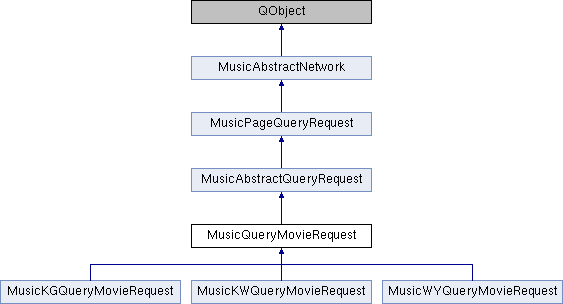 QObject
MusicAbstractNetwork
MusicPageQueryRequest
MusicAbstractQueryRequest
MusicQueryMovieRequest
MusicKGQueryMovieRequest
MusicKWQueryMovieRequest
MusicWYQueryMovieRequest